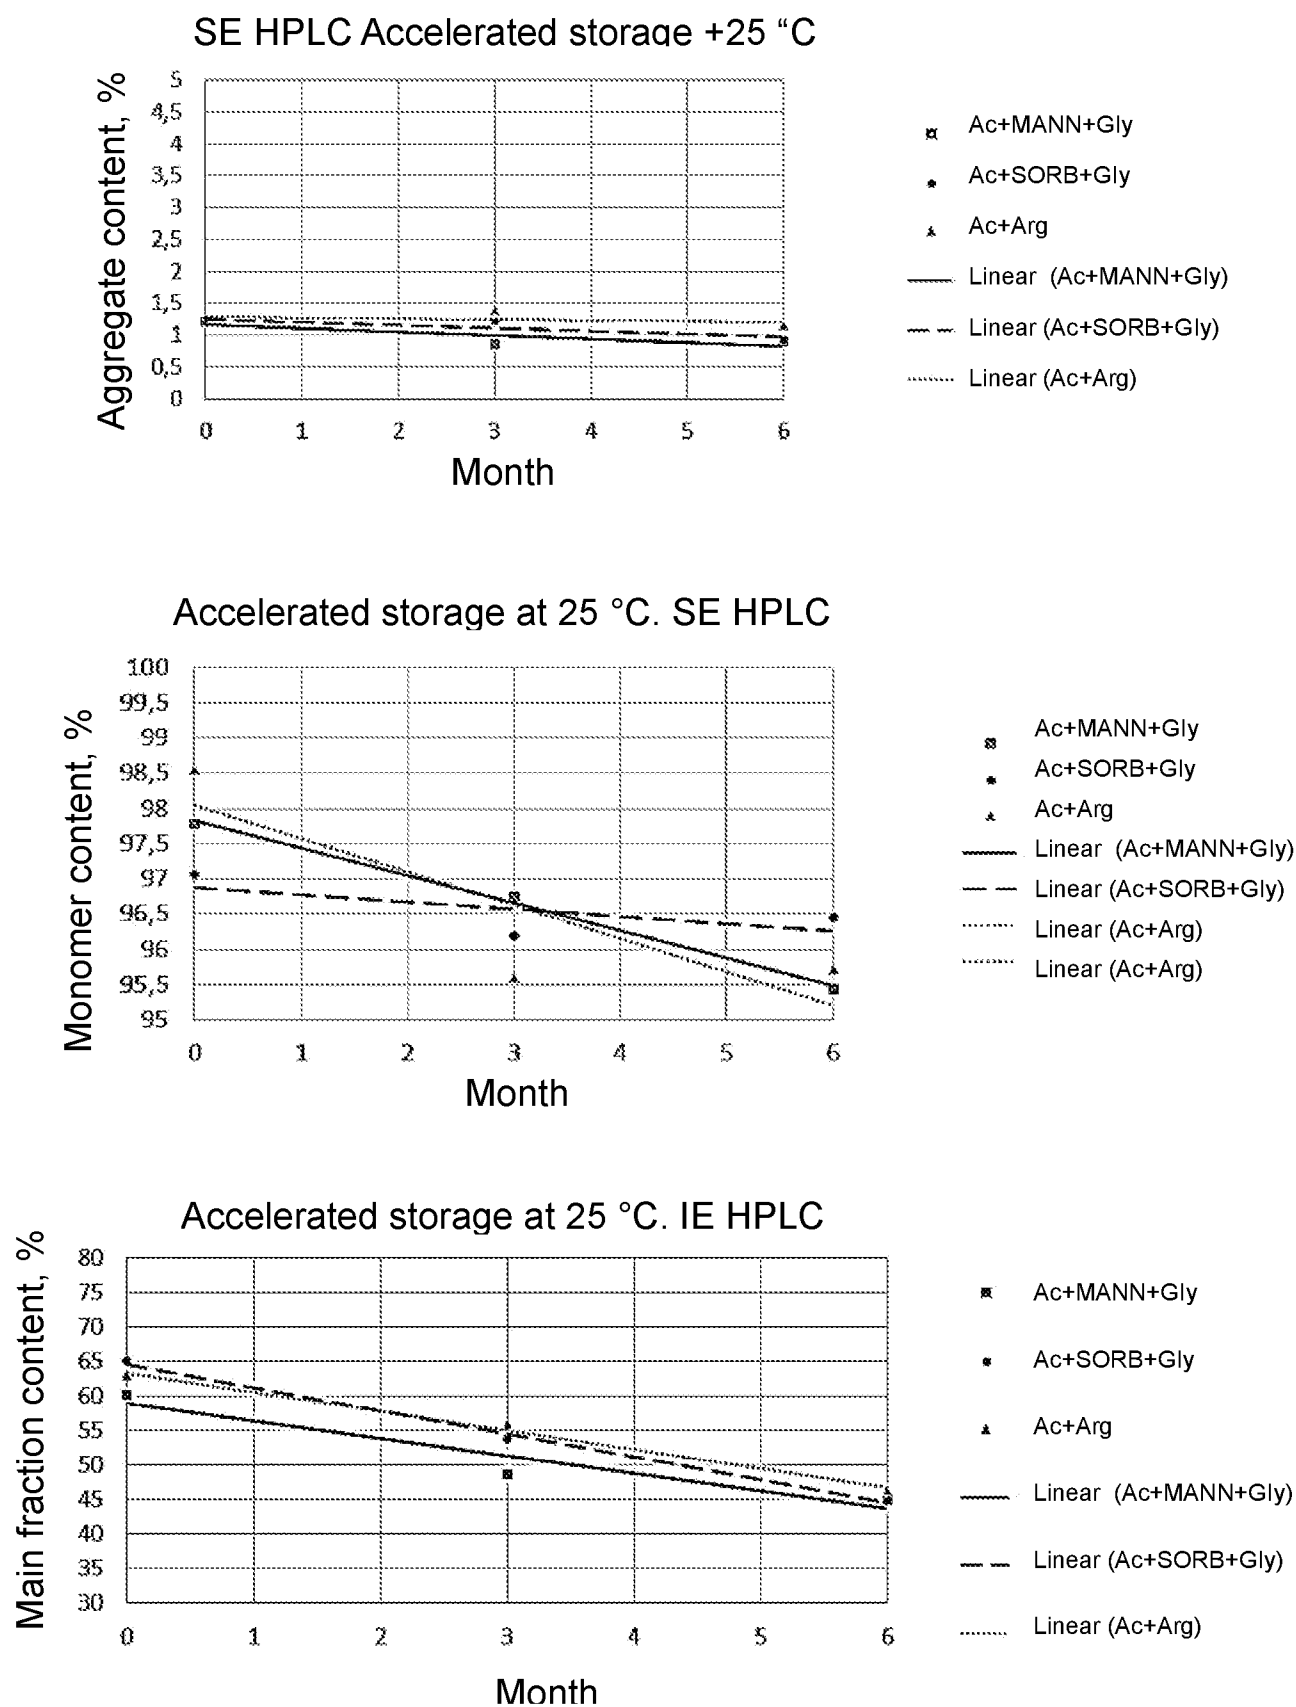 SE HPLC Accelerated storage +25 “C
Aggregate content, %
5
4,5
4
3,5
3
2,5
2
1,5
1
0,5
0
0 1 2 3 4 5 6
Month
Ac+MANN+Gly
Ac+SORB+Gly
Ac+Arg
Linear (Ac+MANN+Gly)
Linear (Ac+SORB+Gly)
Linear (Ac+Arg)
Accelerated storage at 25 °C. SE HPLC
Monomer content, %
100
99,5
99
98,5
98
97,5
97
96,5
96
95,5
95
0 1 2 3 4 5 6
Month
Ac+MANN+Gly
Ac+SORB+Gly
Ac+Arg
Linear (Ac+MANN+Gly)
Linear (Ac+SORB+Gly)
Linear (Ac+Arg)
Linear (Ac+Arg)
Accelerated storage at 25 °C. IE HPLC
Main fraction content, %
80
75
70
65
60
55
50
45
40
35
30
0 1 2 3 4 5 6
Month
Ac+MANN+Gly
Ac+SORB+Gly
Ac+Arg
Linear (Ac+MANN+Gly)
Linear (Ac+SORB+Gly)
Linear (Ac+Arg)